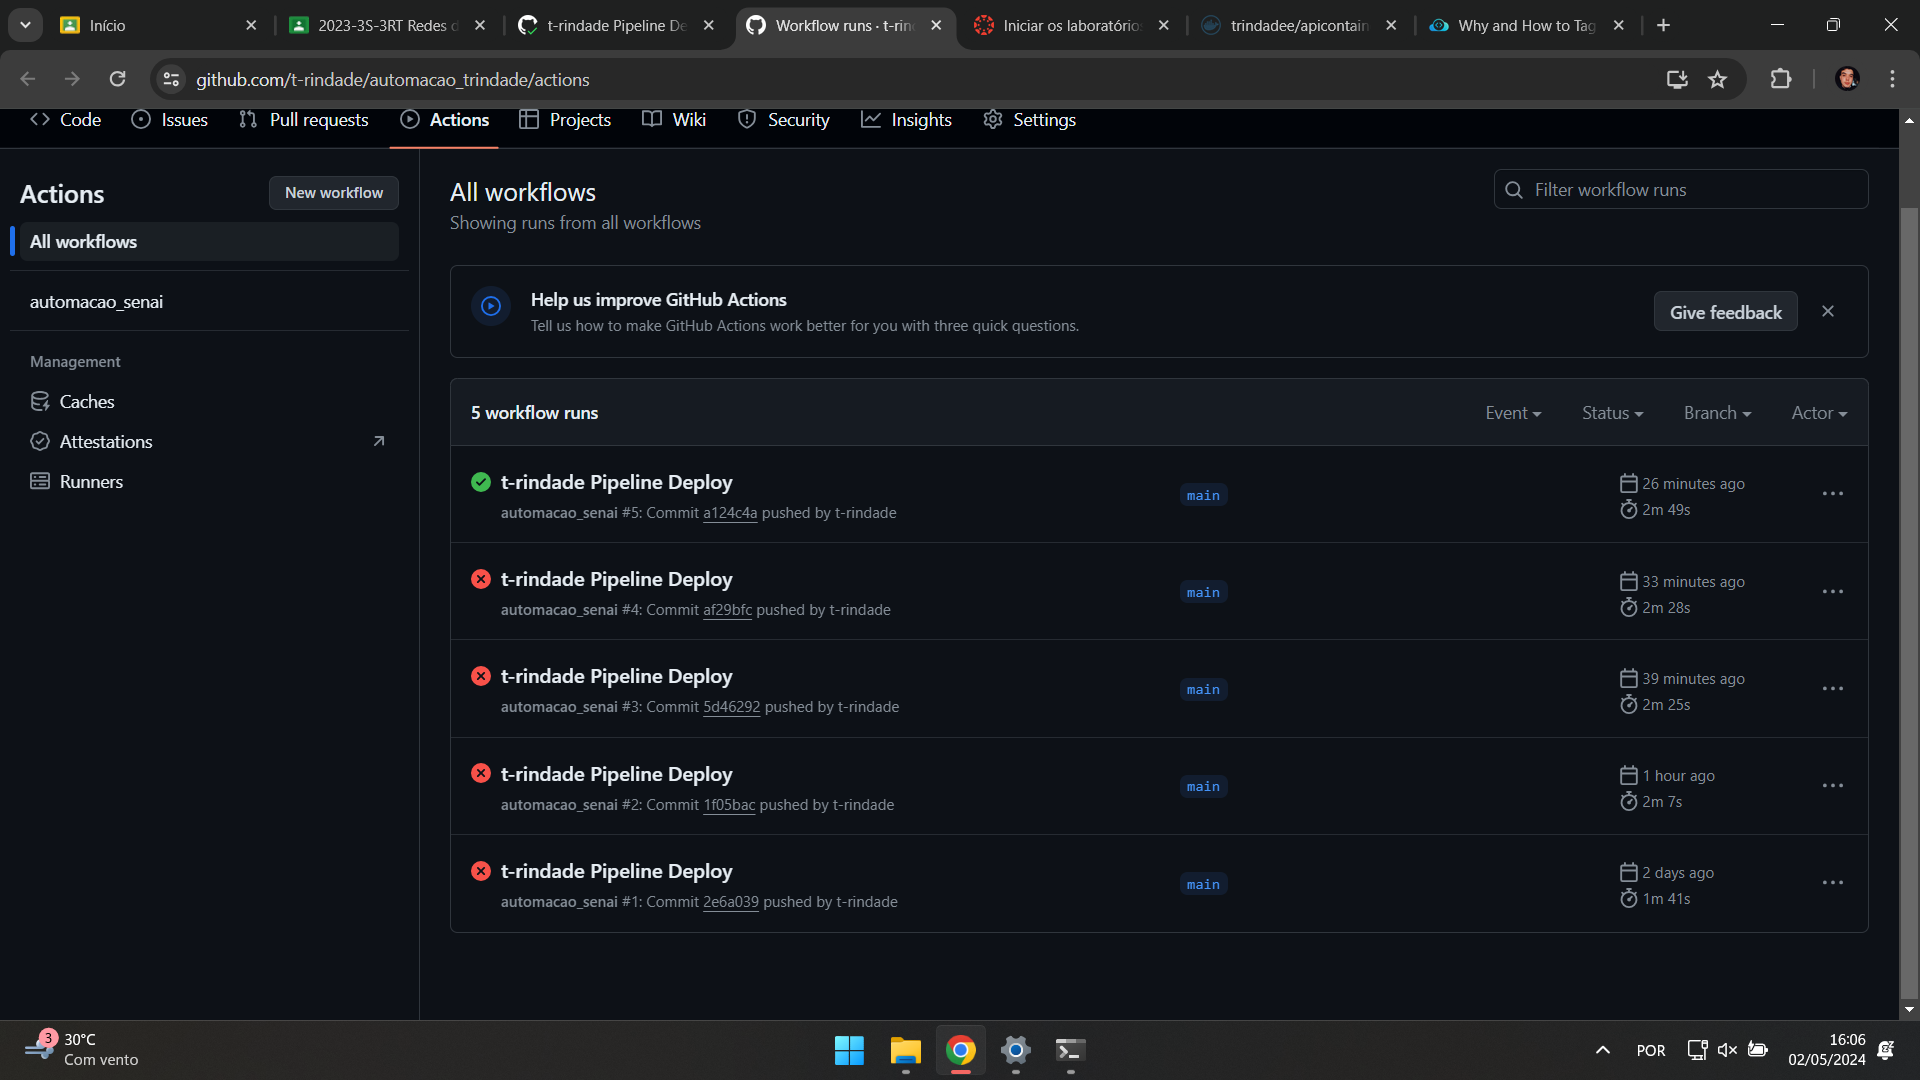 Início
2023-3S-3RT Redes d
t-rindade Pipeline De
Workflow runs · t-rin
Iniciar os laboratório
trindadee/apicontain
Why and How to Tag
github.com/t-rindade/automacao_trindade/actions
Code
Issues
Pull requests
Actions
Projects
Wiki
Security
Insights
Settings
Actions
New workflow
All workflows
automacao_senai
Management
Caches
Attestations
Runners
All workflows
Showing runs from all workflows
Filter workflow runs
Help us improve GitHub Actions
Tell us how to make GitHub Actions work better for you with three quick questions.
Give feedback
5 workflow runs
Event
Status
Branch
Actor
t-rindade Pipeline Deploy
automacao_senai #5: Commit a124c4a pushed by t-rindade
main
26 minutes ago
2m 49s
t-rindade Pipeline Deploy
automacao_senai #4: Commit af29bfc pushed by t-rindade
main
33 minutes ago
2m 28s
t-rindade Pipeline Deploy
automacao_senai #3: Commit 5d46292 pushed by t-rindade
main
39 minutes ago
2m 25s
t-rindade Pipeline Deploy
automacao_senai #2: Commit 1f05bac pushed by t-rindade
main
1 hour ago
2m 7s
t-rindade Pipeline Deploy
automacao_senai #1: Commit 2e6a039 pushed by t-rindade
main
2 days ago
1m 41s
3
30°C
Com vento
POR
16:06
02/05/2024